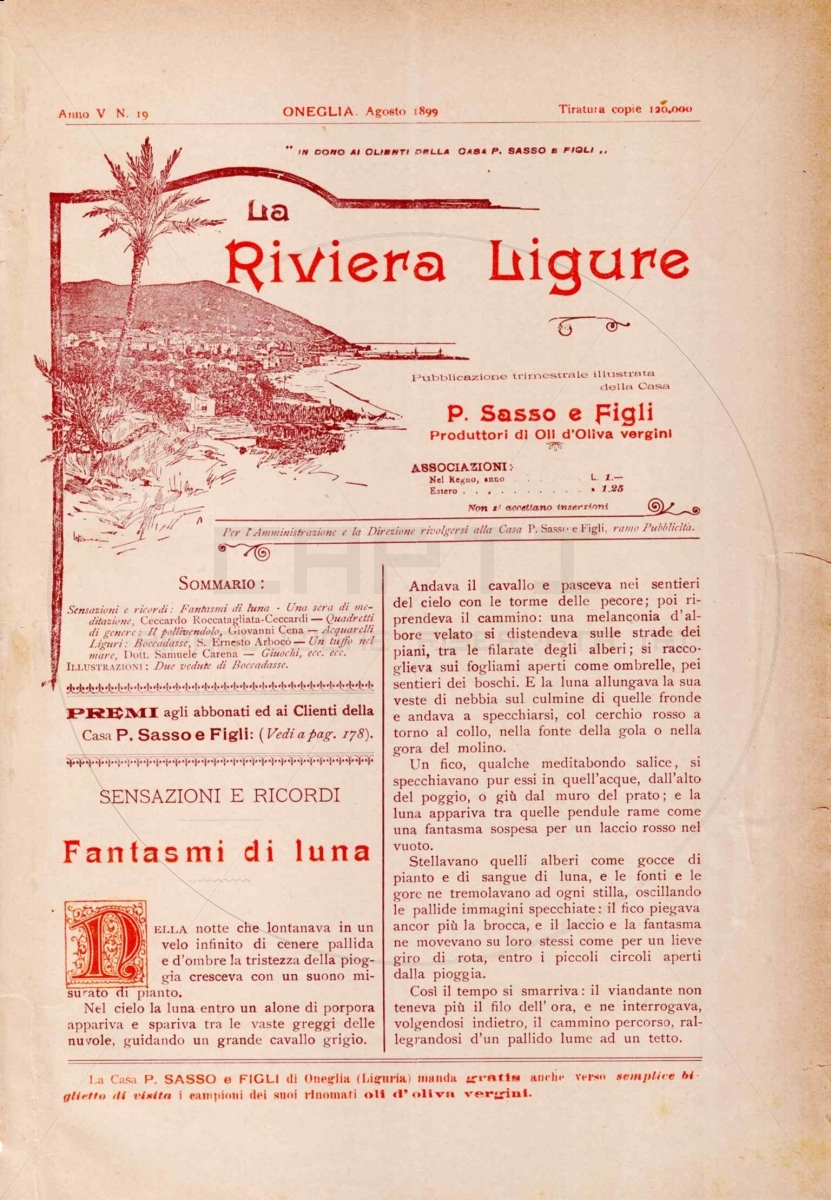 Anno V N. 19
ONEGLIA. Agosto 1899
Tiratura copie 120,000
" IN DONO AI CLIENTI DELLA CASA P. SASSO E FIGLI „
La
Riviera Ligure
Pubblicazione trimestrale illustrata
della Casa
P. Sasso e Figli
Produttori di Oli d'Oliva vergini
ASSOCIAZIONI:
Nel Regno, anno . . . . L. 1.—
Estero . . . . . . . . » 1.25
Non si accettano inserzioni
Per l'Amministrazione e la Direzione rivolgersi alla Casa P. Sasso e Figli, ramo Pubblicità.
SOMMARIO :
Sensazioni e ricordi: Fantasmi di luna - Una sera di me-
ditazione, Ceccardo Roccatagliata-Ceccardi — Quadretti
di genere: Il pollivendolo, Giovanni Cena — Acquarelli
Liguri: Boccadasse, S. Ernesto Arbocò — Un tuffo nel
mare, Dott. Samuele Carena — Giuochi, ecc. ecc.
ILLUSTRAZIONI: Due vedute di Boccadasse.
PREMI agli abbonati ed ai Clienti della
Casa P. Sasso e Figli: (Vedi a pag. 178).
SENSAZIONI E RICORDI
Fantasmi di luna
NELLA notte che lontanava in un
velo infinito di cenere pallida
e d'ombre la tristezza della piog-
gia cresceva con un suono mi-
surato di pianto.
Nel cielo la luna entro un alone di porpora
appariva e spariva tra le vaste greggi delle
nuvole, guidando un grande cavallo grigio.
Andava il cavallo e pasceva nei sentieri
del cielo con le torme delle pecore; poi ri-
prendeva il cammino: una melanconia d'al-
bore velato si distendeva sulle strade dei
piani, tra le filarate degli alberi; si racco-
glieva sui fogliami aperti come ombrelle, pei
sentieri dei boschi. E la luna allungava la sua
veste di nebbia sul culmine di quelle fronde
e andava a specchiarsi, col cerchio rosso a
torno al collo, nella fonte della gola o nella
gora del molino.
Un fico, qualche meditabondo salice, si
specchiavano pur essi in quell'acque, dall'alto
del poggio, o giù dal muro del prato; e la
luna appariva tra quelle pendule rame come
una fantasma sospesa per un laccio rosso nel
vuoto.
Stellavano quelli alberi come gocce di
pianto e di sangue di luna, e le fonti e le
gore ne tremolavano ad ogni stilla, oscillando
le pallide immagini specchiate: il fico piegava
ancor più la brocca, e il laccio e la fantasma
ne movevano su loro stessi come per un lieve
giro di rota, entro i piccoli circoli aperti
dalla pioggia.
Così il tempo si smarriva: il viandante non
teneva più il filo dell'ora, e ne interrogava,
volgendosi indietro, il cammino percorso, ral-
legrandosi d'un pallido lume ad un tetto.
La Casa P. SASSO e FIGLI di Oneglia (Liguria) manda gratis anche verso semplice bi-
glietto di visita i campioni dei suoi rinomati oli d'oliva vergini.